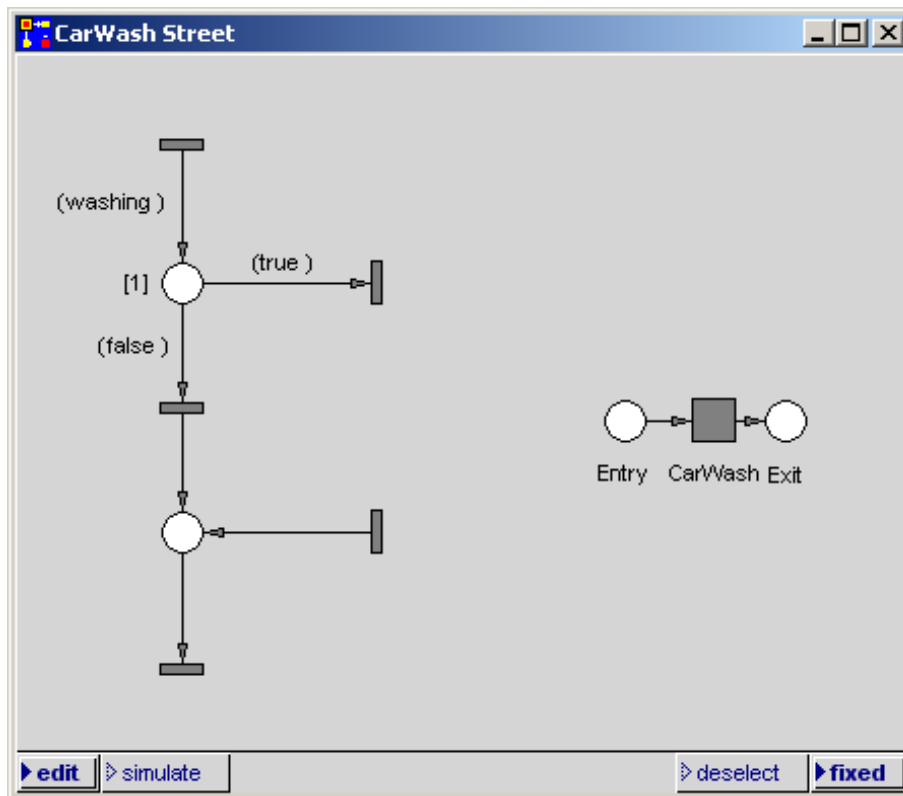 CarWash Street
(washing )
(true )
[1]
(false )
Entry CarWash Exit
edit simulate deselect fixed